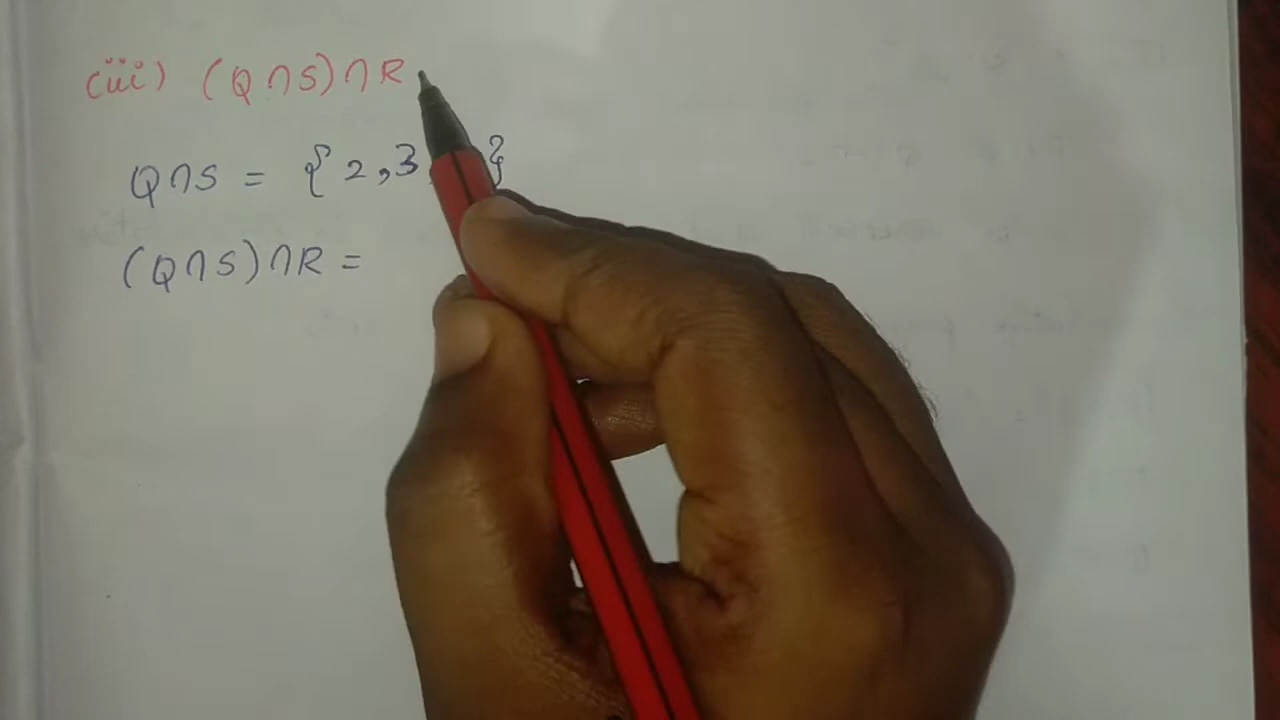 (iii) (Q∩S)∩R
Q∩S = {2,3 }
(Q∩S)∩R =